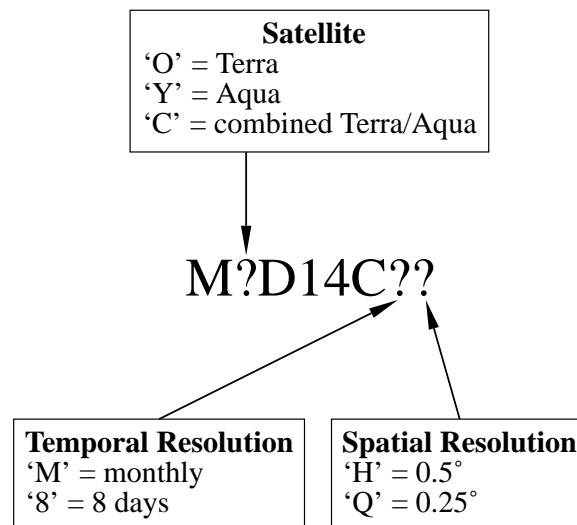 Satellite
‘O’ = Terra
‘Y’ = Aqua
‘C’ = combined Terra/Aqua
M?D14C??
Temporal Resolution
‘M’ = monthly
‘8’ = 8 days
Spatial Resolution
‘H’ = 0.5°
‘Q’ = 0.25°